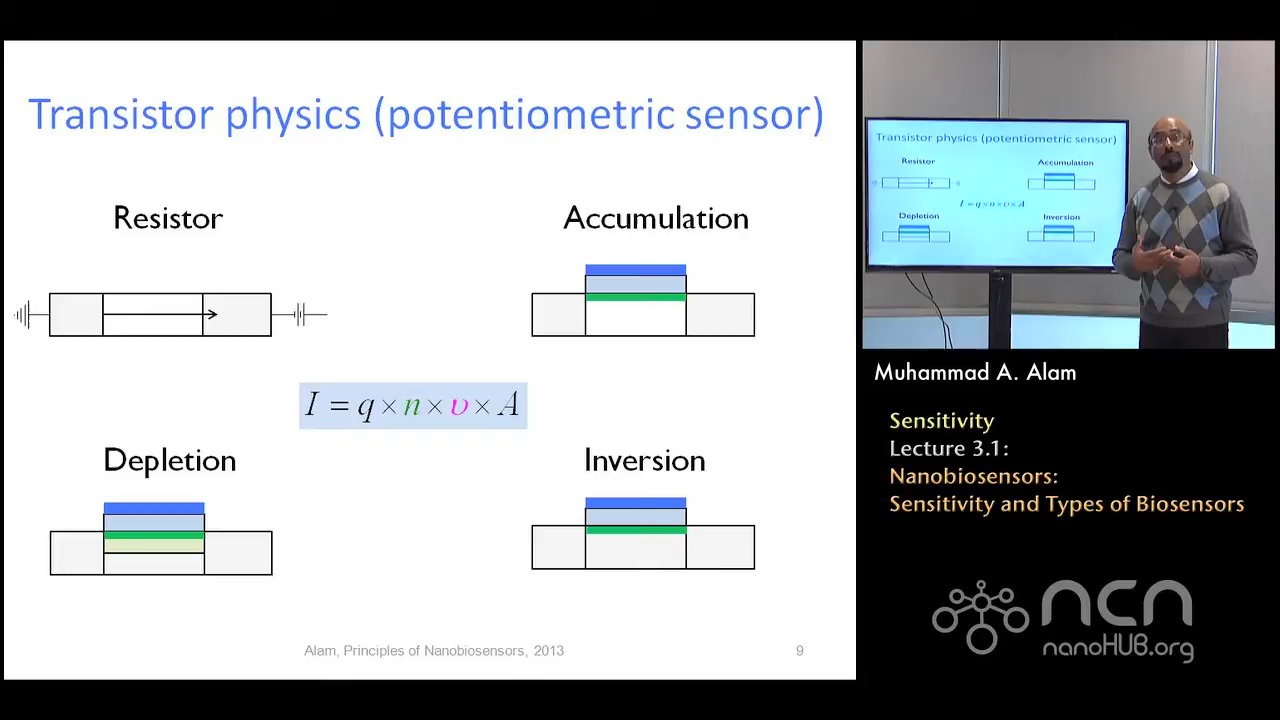 Transistor physics (potentiometric sensor)
Resistor
Accumulation
I = q × n × υ × A
Depletion
Inversion
Alam, Principles of Nanobiosensors, 2013
9
Transistor physics (potentiometric sensor)
Resistor
Accumulation
I = q × n × υ × A
Depletion
Inversion
Muhammad A. Alam
Sensitivity
Lecture 3.1:
Nanobiosensors:
Sensitivity and Types of Biosensors
ncn
nanoHUB.org